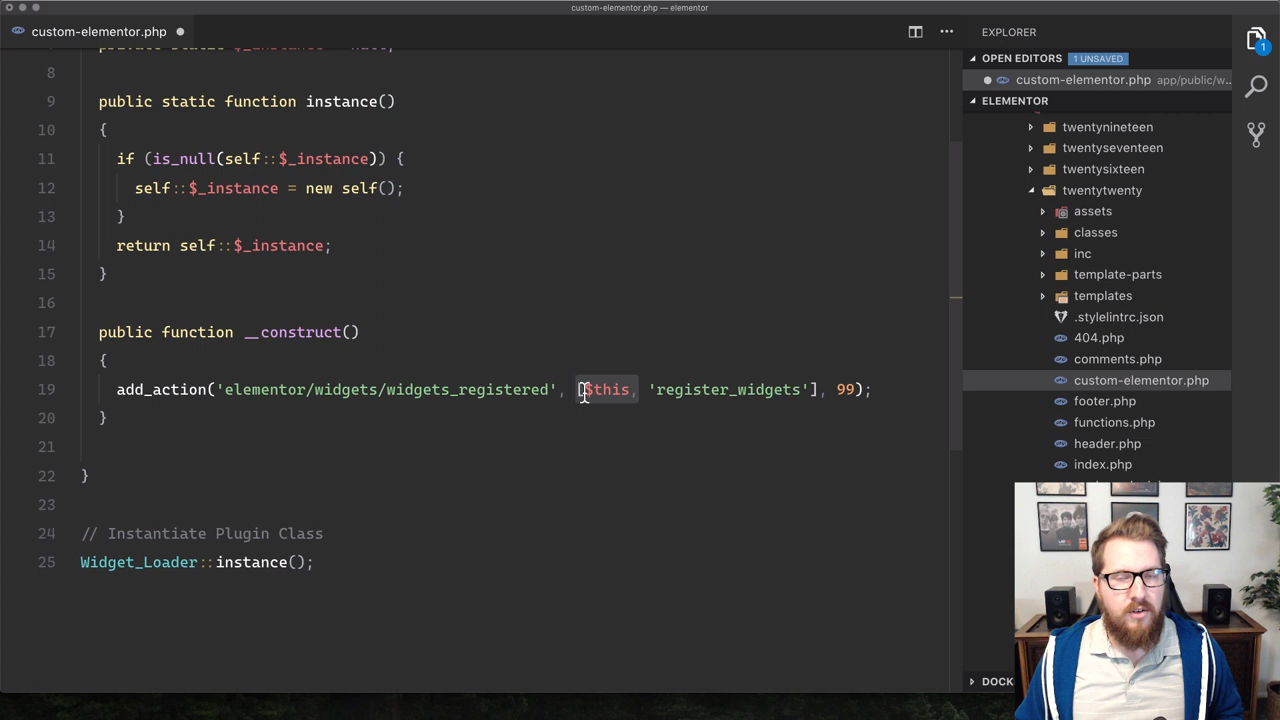 custom-elementor.php — elementor
custom-elementor.php
8
9 public static function instance()
10 {
11 if (is_null(self::$_instance)) {
12 self::$_instance = new self();
13 }
14 return self::$_instance;
15 }
16
17 public function __construct()
18 {
19 add_action('elementor/widgets/widgets_registered', [$this, 'register_widgets'], 99);
20 }
21
22 }
23
24 // Instantiate Plugin Class
25 Widget_Loader::instance();
EXPLORER
OPEN EDITORS 1 UNSAVED
custom-elementor.php app/public/w...
ELEMENTOR
twentynineteen
twentyseventeen
twentysixteen
twentytwenty
assets
classes
inc
template-parts
templates
.stylelintrc.json
404.php
comments.php
custom-elementor.php
footer.php
functions.php
header.php
index.php
DOCK
1